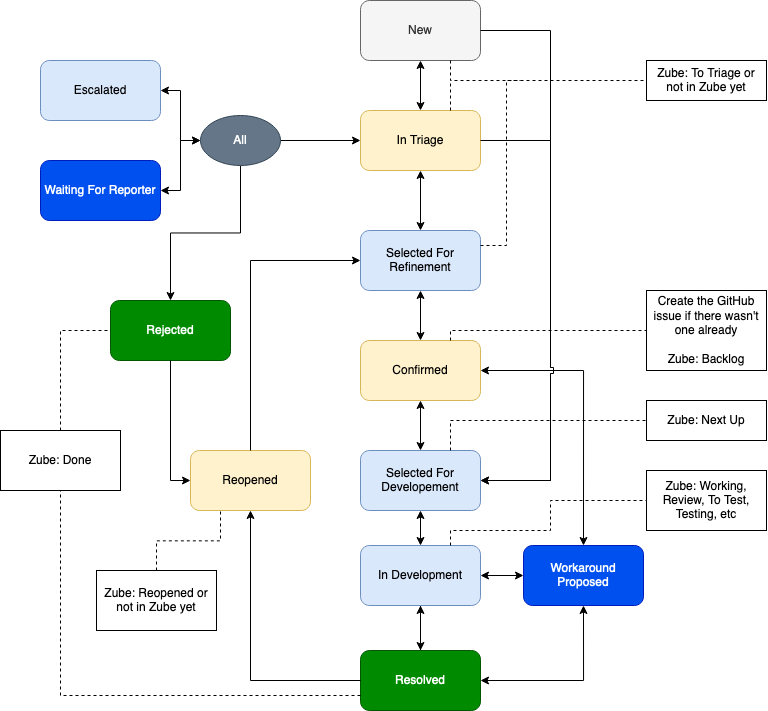 New
Zube: To Triage or
not in Zube yet
Escalated
All
In Triage
Waiting For Reporter
Selected For
Refinement
Rejected
Create the GitHub
issue if there wasn't
one already
Zube: Backlog
Confirmed
Zube: Next Up
Zube: Done
Reopened
Selected For
Developement
Zube: Working,
Review, To Test,
Testing, etc
In Development
Workaround
Proposed
Zube: Reopened or
not in Zube yet
Resolved